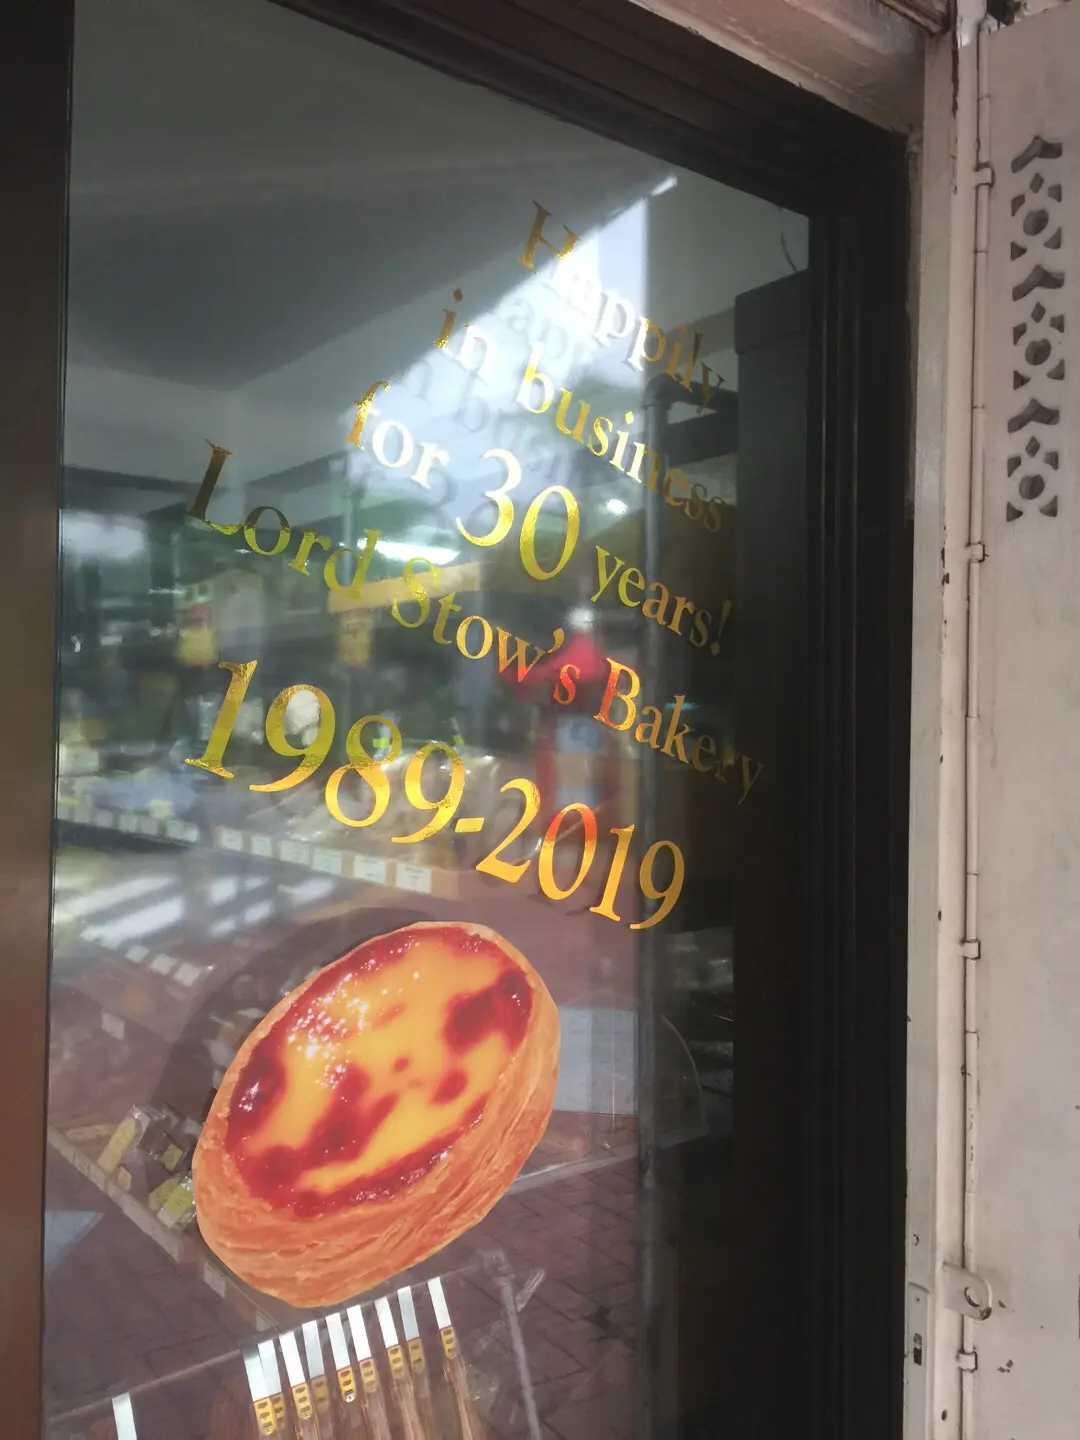 Happily
in business
for 30 years!
Lord Stow's Bakery
1989-2019